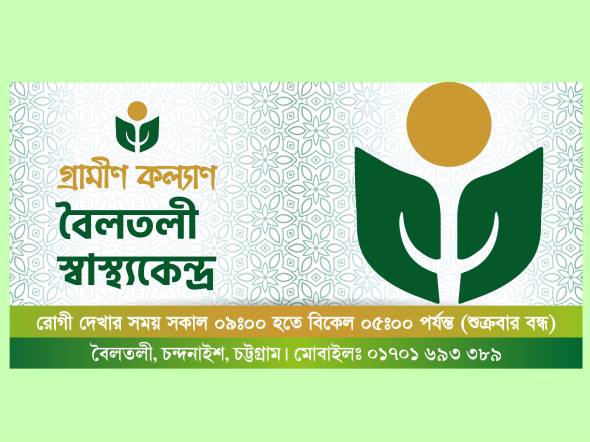 গ্রামীণ কল্যাণ
বৈলতলী
স্বাস্থ্যকেন্দ্র
রোগী দেখার সময় সকাল ০৯ঃ০০ হতে বিকেল ০৫ঃ০০ পর্যন্ত (শুক্রবার বন্ধ)
বৈলতলী, চন্দনাইশ, চট্টগ্রাম। মোবাইলঃ ০১৭০১ ৬৯৩ ৩৮৯